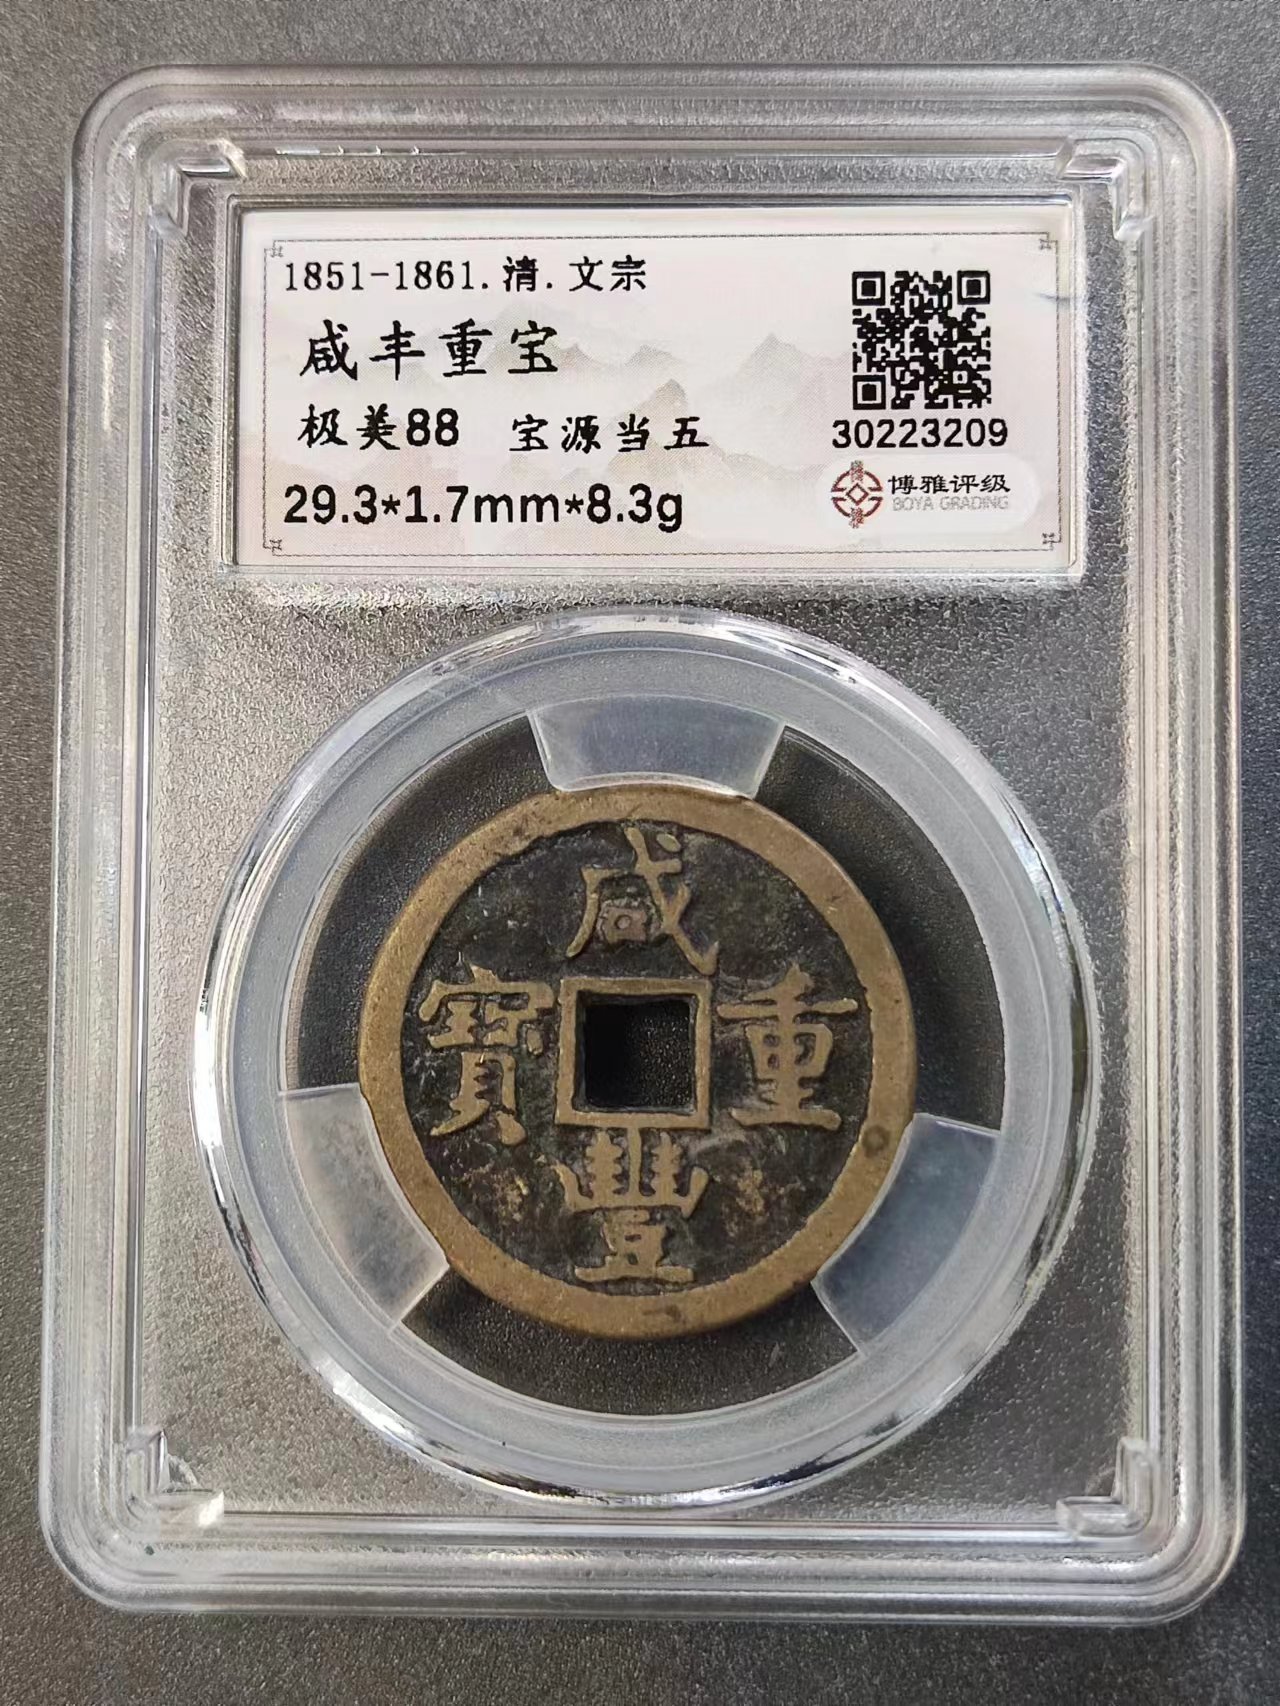 1851-1861.清.文宗
咸丰重宝
极美88 宝源当五
29.3*1.7mm*8.3g
30223209
博雅评级
BOYA GRADING
咸
寶 重
豐